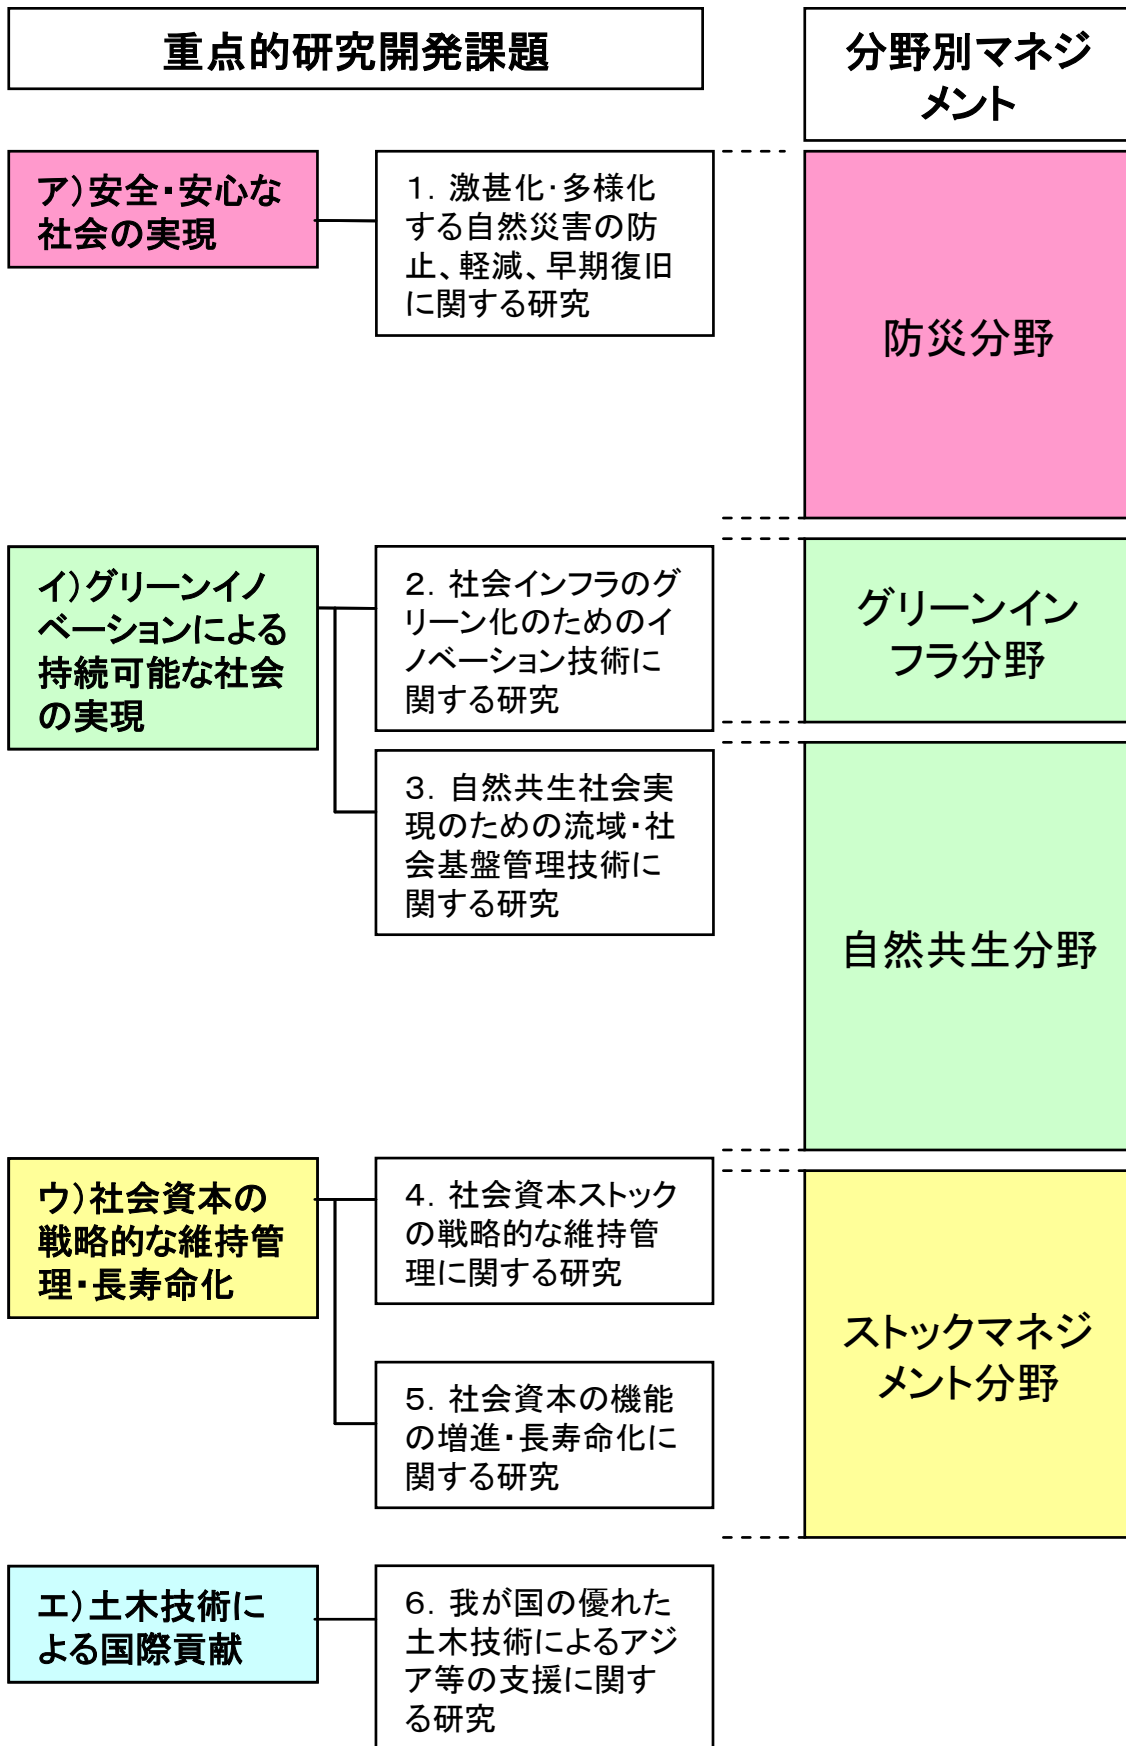 重点的研究開発課題
分野別マネジ
メント
ア)安全・安心な
社会の実現
1．激甚化・多様化
する自然災害の防
止、軽減、早期復旧
に関する研究
防災分野
イ)グリーンイノ
ベーションによる
持続可能な社会
の実現
2．社会インフラのグ
リーン化のためのイ
ノベーション技術に
関する研究
グリーンイン
フラ分野
3．自然共生社会実
現のための流域・社
会基盤管理技術に
関する研究
自然共生分野
ウ)社会資本の
戦略的な維持管
理・長寿命化
4．社会資本ストック
の戦略的な維持管
理に関する研究
ストックマネジ
メント分野
5．社会資本の機能
の増進・長寿命化に
関する研究
エ)土木技術に
よる国際貢献
6．我が国の優れた
土木技術によるアジ
ア等の支援に関す
る研究